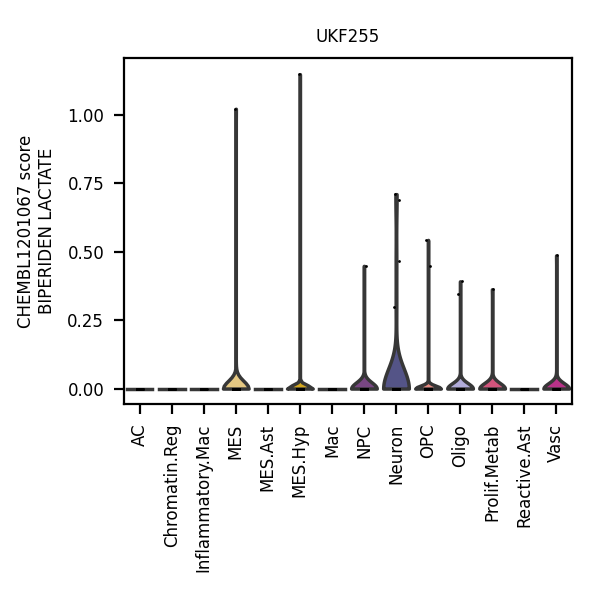 UKF255
CHEMBL1201067 score
BIPERIDEN LACTATE
1.00
0.75
0.50
0.25
0.00
AC
Chromatin.Reg
Inflammatory.Mac
MES
MES.Ast
MES.Hyp
Mac
NPC
Neuron
OPC
Oligo
Prolif.Metab
Reactive.Ast
Vasc